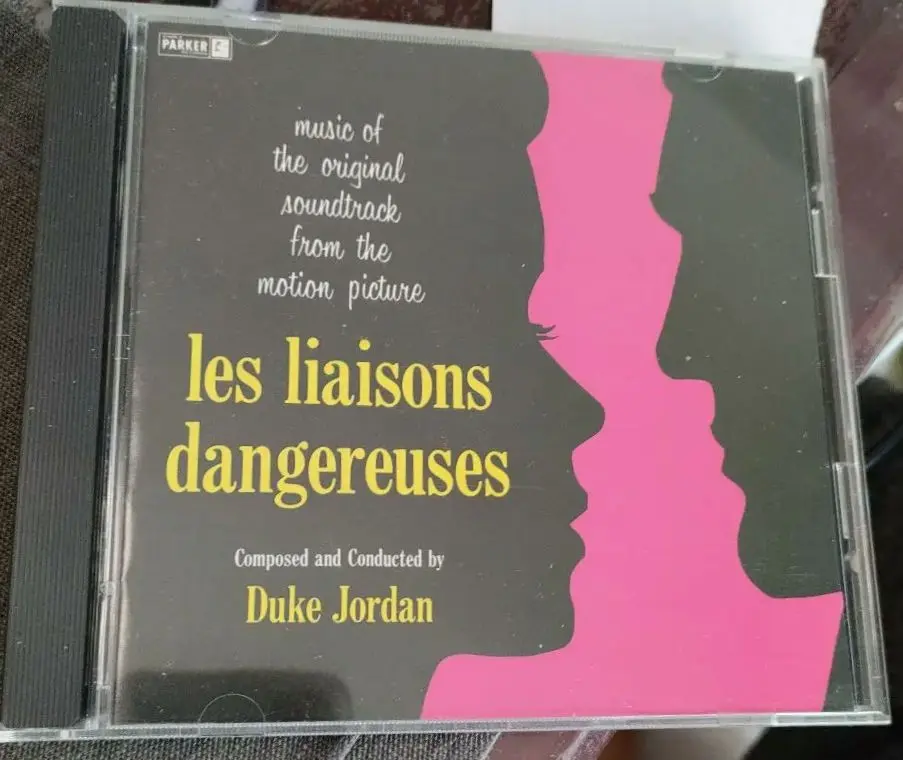 PARKER
music of
the original
soundtrack
from the
motion picture
les liaisons
dangereuses
Composed and Conducted by
Duke Jordan